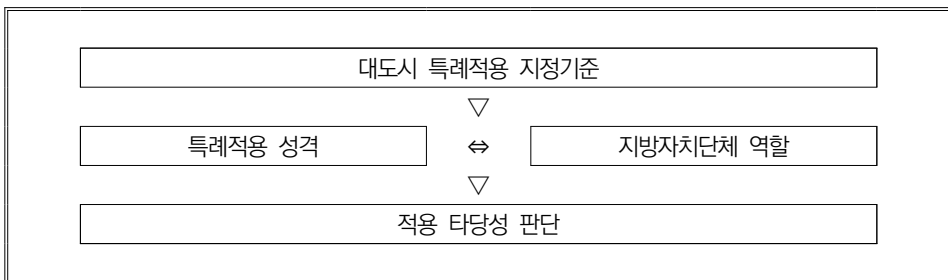 대도시 특례적용 지정기준
▽
특례적용 성격 ⇔ 지방자치단체 역할
▽
적용 타당성 판단